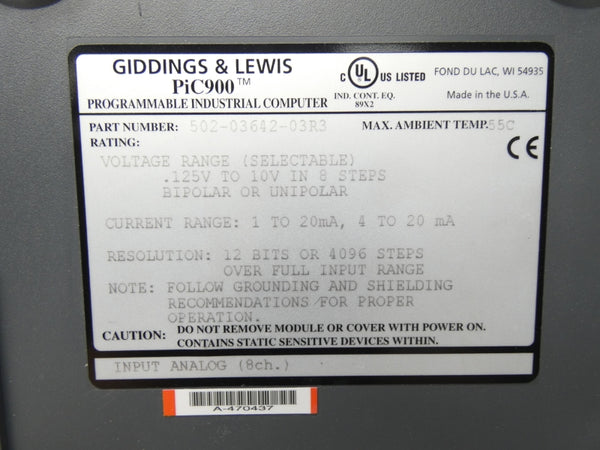 GIDDINGS & LEWIS
PiC900™
PROGRAMMABLE INDUSTRIAL COMPUTER
C UL US LISTED
IND. CONT. EQ.
89X2
FOND DU LAC, WI 54935
Made in the U.S.A.
PART NUMBER: 502-03642-03R3 MAX. AMBIENT TEMP. 55C
RATING:
CE
VOLTAGE RANGE (SELECTABLE)
.125V TO 10V IN 8 STEPS
BIPOLAR OR UNIPOLAR
CURRENT RANGE: 1 TO 20mA, 4 TO 20 mA
RESOLUTION: 12 BITS OR 4096 STEPS
OVER FULL INPUT RANGE
NOTE: FOLLOW GROUNDING AND SHIELDING
RECOMMENDATIONS FOR PROPER
OPERATION.
CAUTION: DO NOT REMOVE MODULE OR COVER WITH POWER ON.
CONTAINS STATIC SENSITIVE DEVICES WITHIN.
INPUT ANALOG (8ch.)
A-470437